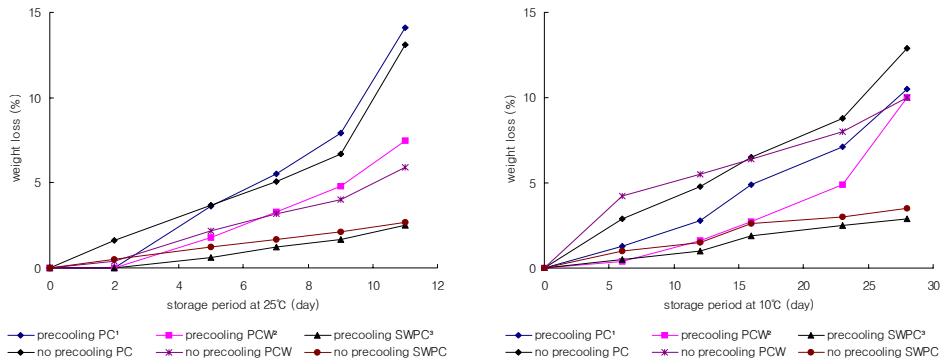 15
10
5
0
weight loss (%)
0 2 4 6 8 10 12
storage period at 25℃ (day)
precooling PC¹ precooling PCW² precooling SWPC³
no precooling PC no precooling PCW no precooling SWPC
15
10
5
0
weight loss (%)
0 5 10 15 20 25 30
storage period at 10℃ (day)
precooling PC¹ precooling PCW² precooling SWPC³
no precooling PC no precooling PCW no precooling SWPC